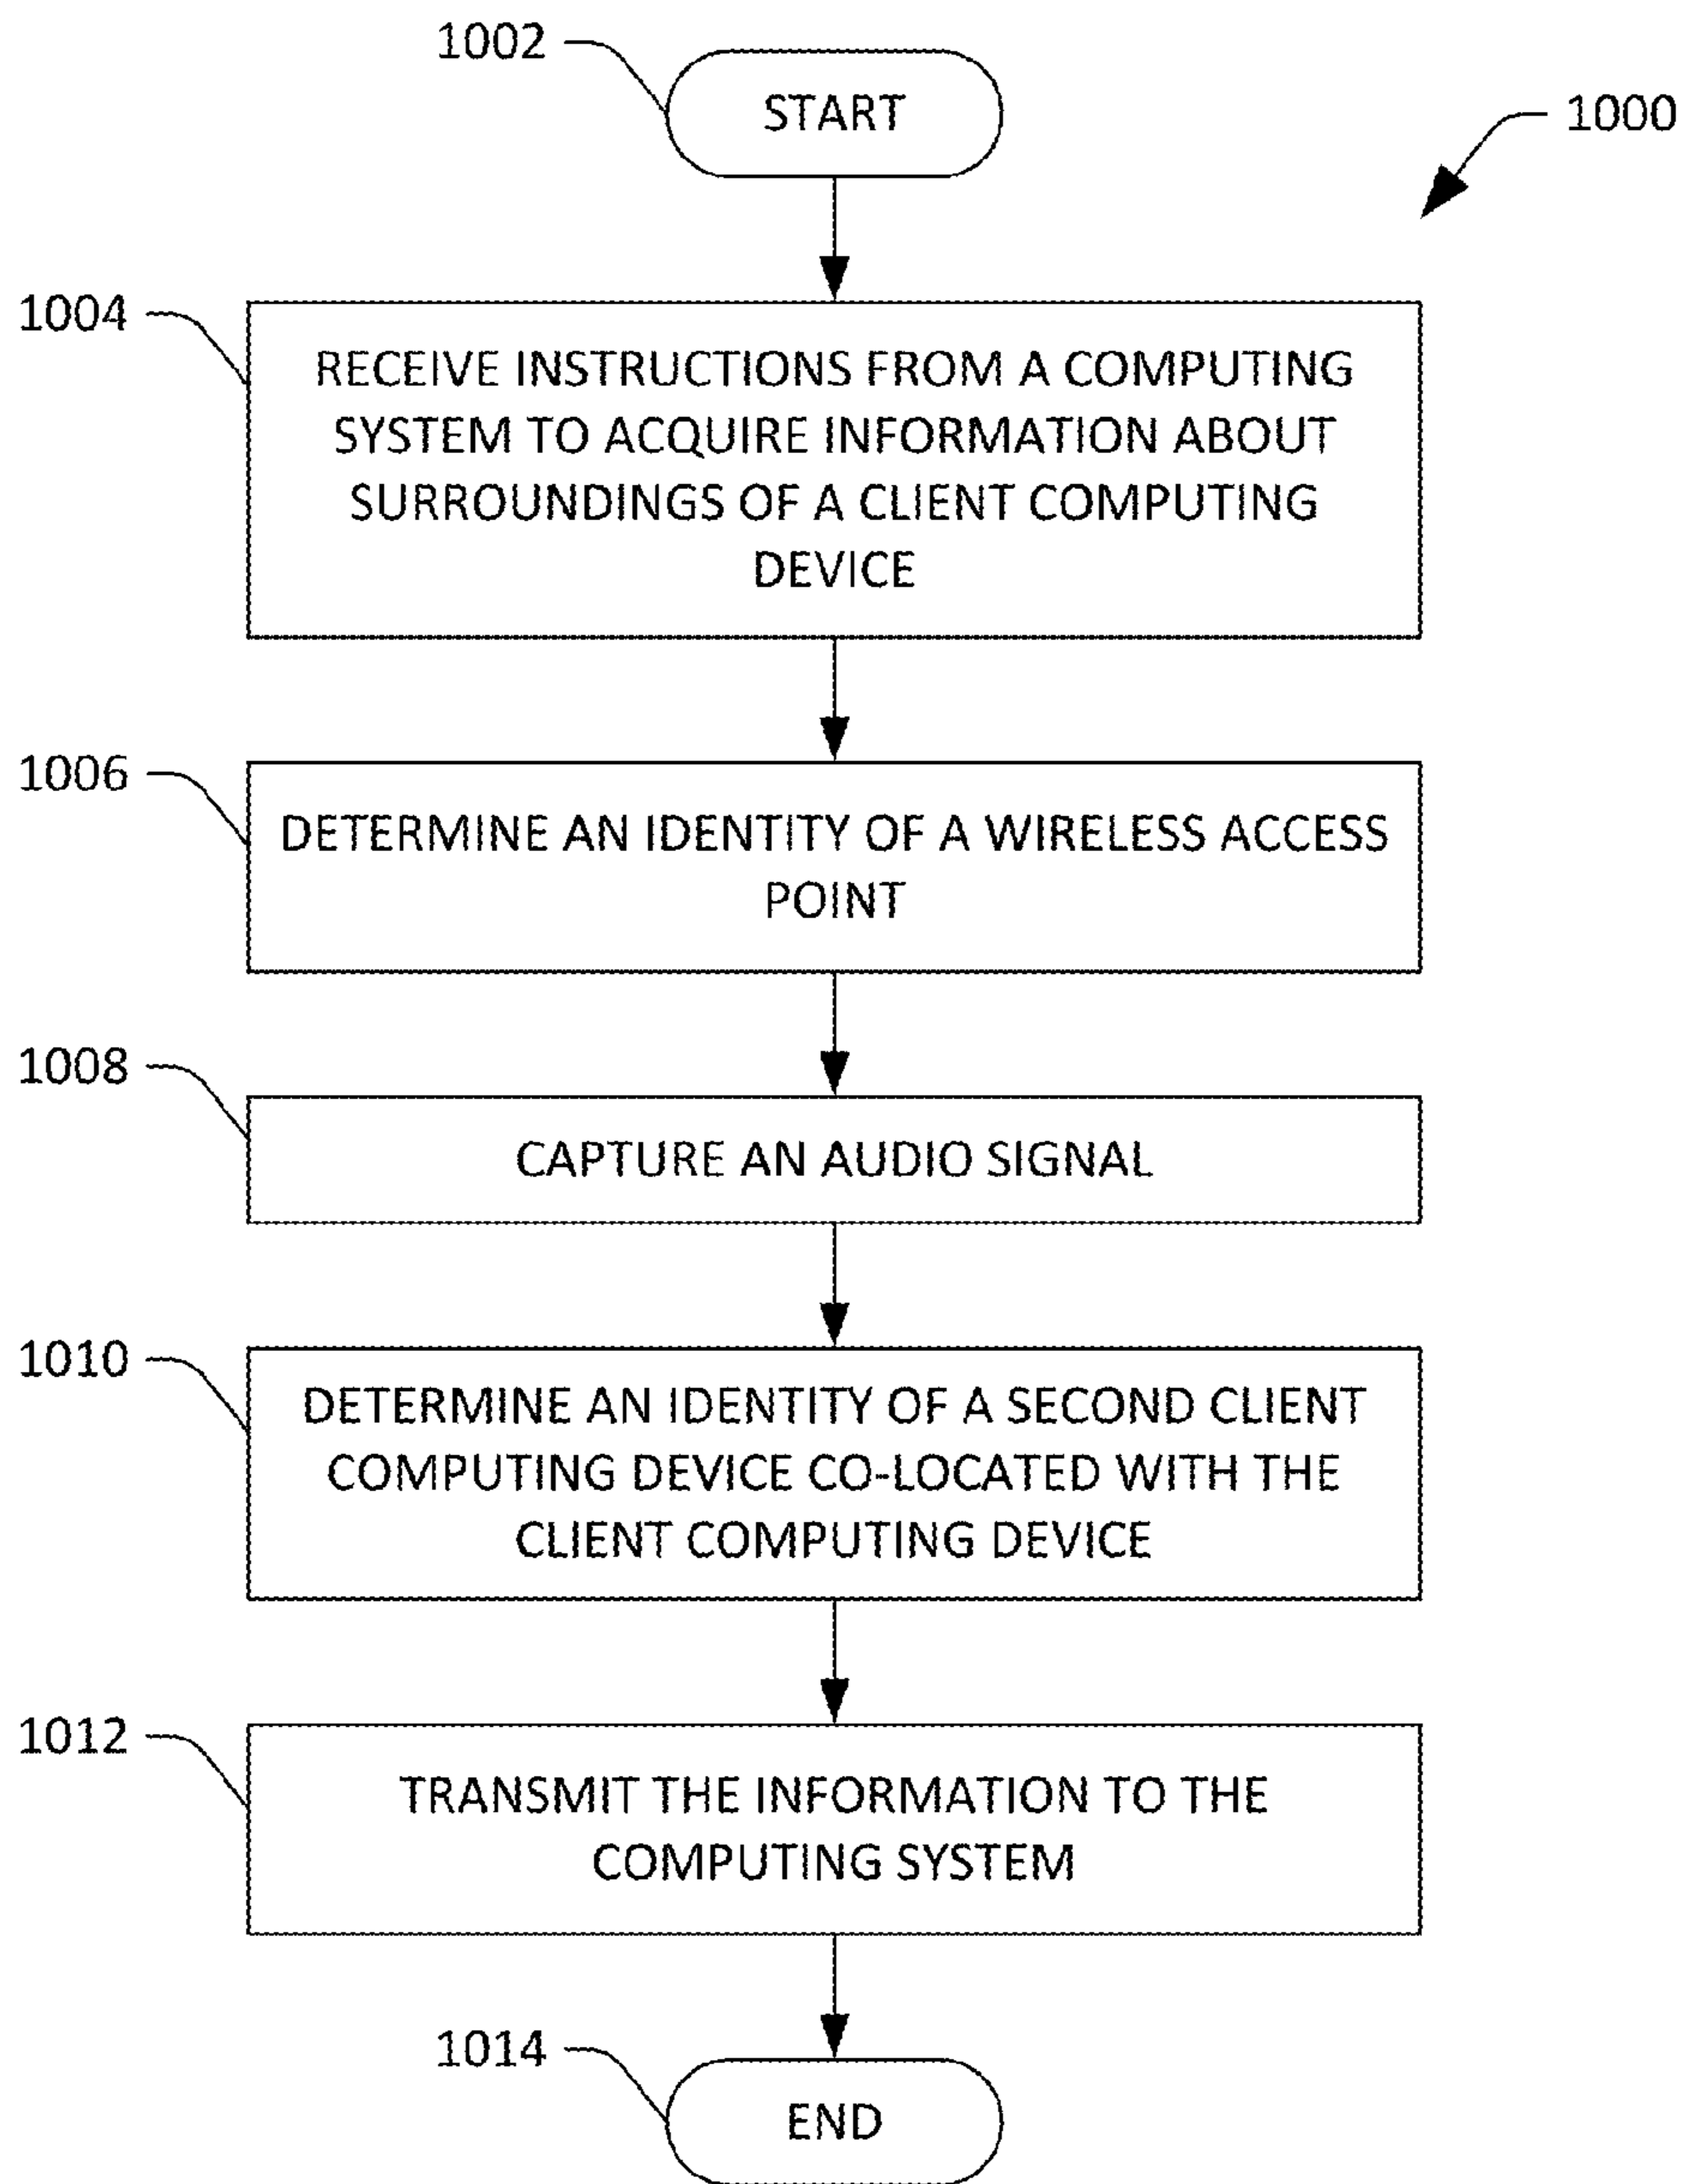 1002
START
1000
1004
RECEIVE INSTRUCTIONS FROM A COMPUTING
SYSTEM TO ACQUIRE INFORMATION ABOUT
SURROUNDINGS OF A CLIENT COMPUTING
DEVICE
1006
DETERMINE AN IDENTITY OF A WIRELESS ACCESS
POINT
1008
CAPTURE AN AUDIO SIGNAL
1010
DETERMINE AN IDENTITY OF A SECOND CLIENT
COMPUTING DEVICE CO-LOCATED WITH THE
CLIENT COMPUTING DEVICE
1012
TRANSMIT THE INFORMATION TO THE
COMPUTING SYSTEM
1014
END